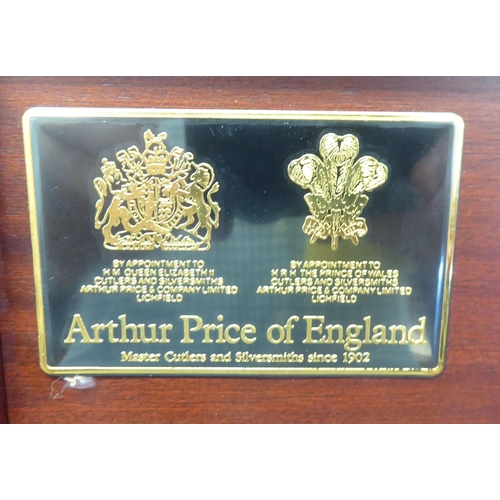 BY APPOINTMENT TO
H M QUEEN ELIZABETH II
CUTLERS AND SILVERSMITHS
ARTHUR PRICE & COMPANY LIMITED
LICHFIELD
BY APPOINTMENT TO
H R H THE PRINCE OF WALES
CUTLERS AND SILVERSMITHS
ARTHUR PRICE & COMPANY LIMITED
LICHFIELD
Arthur Price of England
Master Cutlers and Silversmiths since 1902